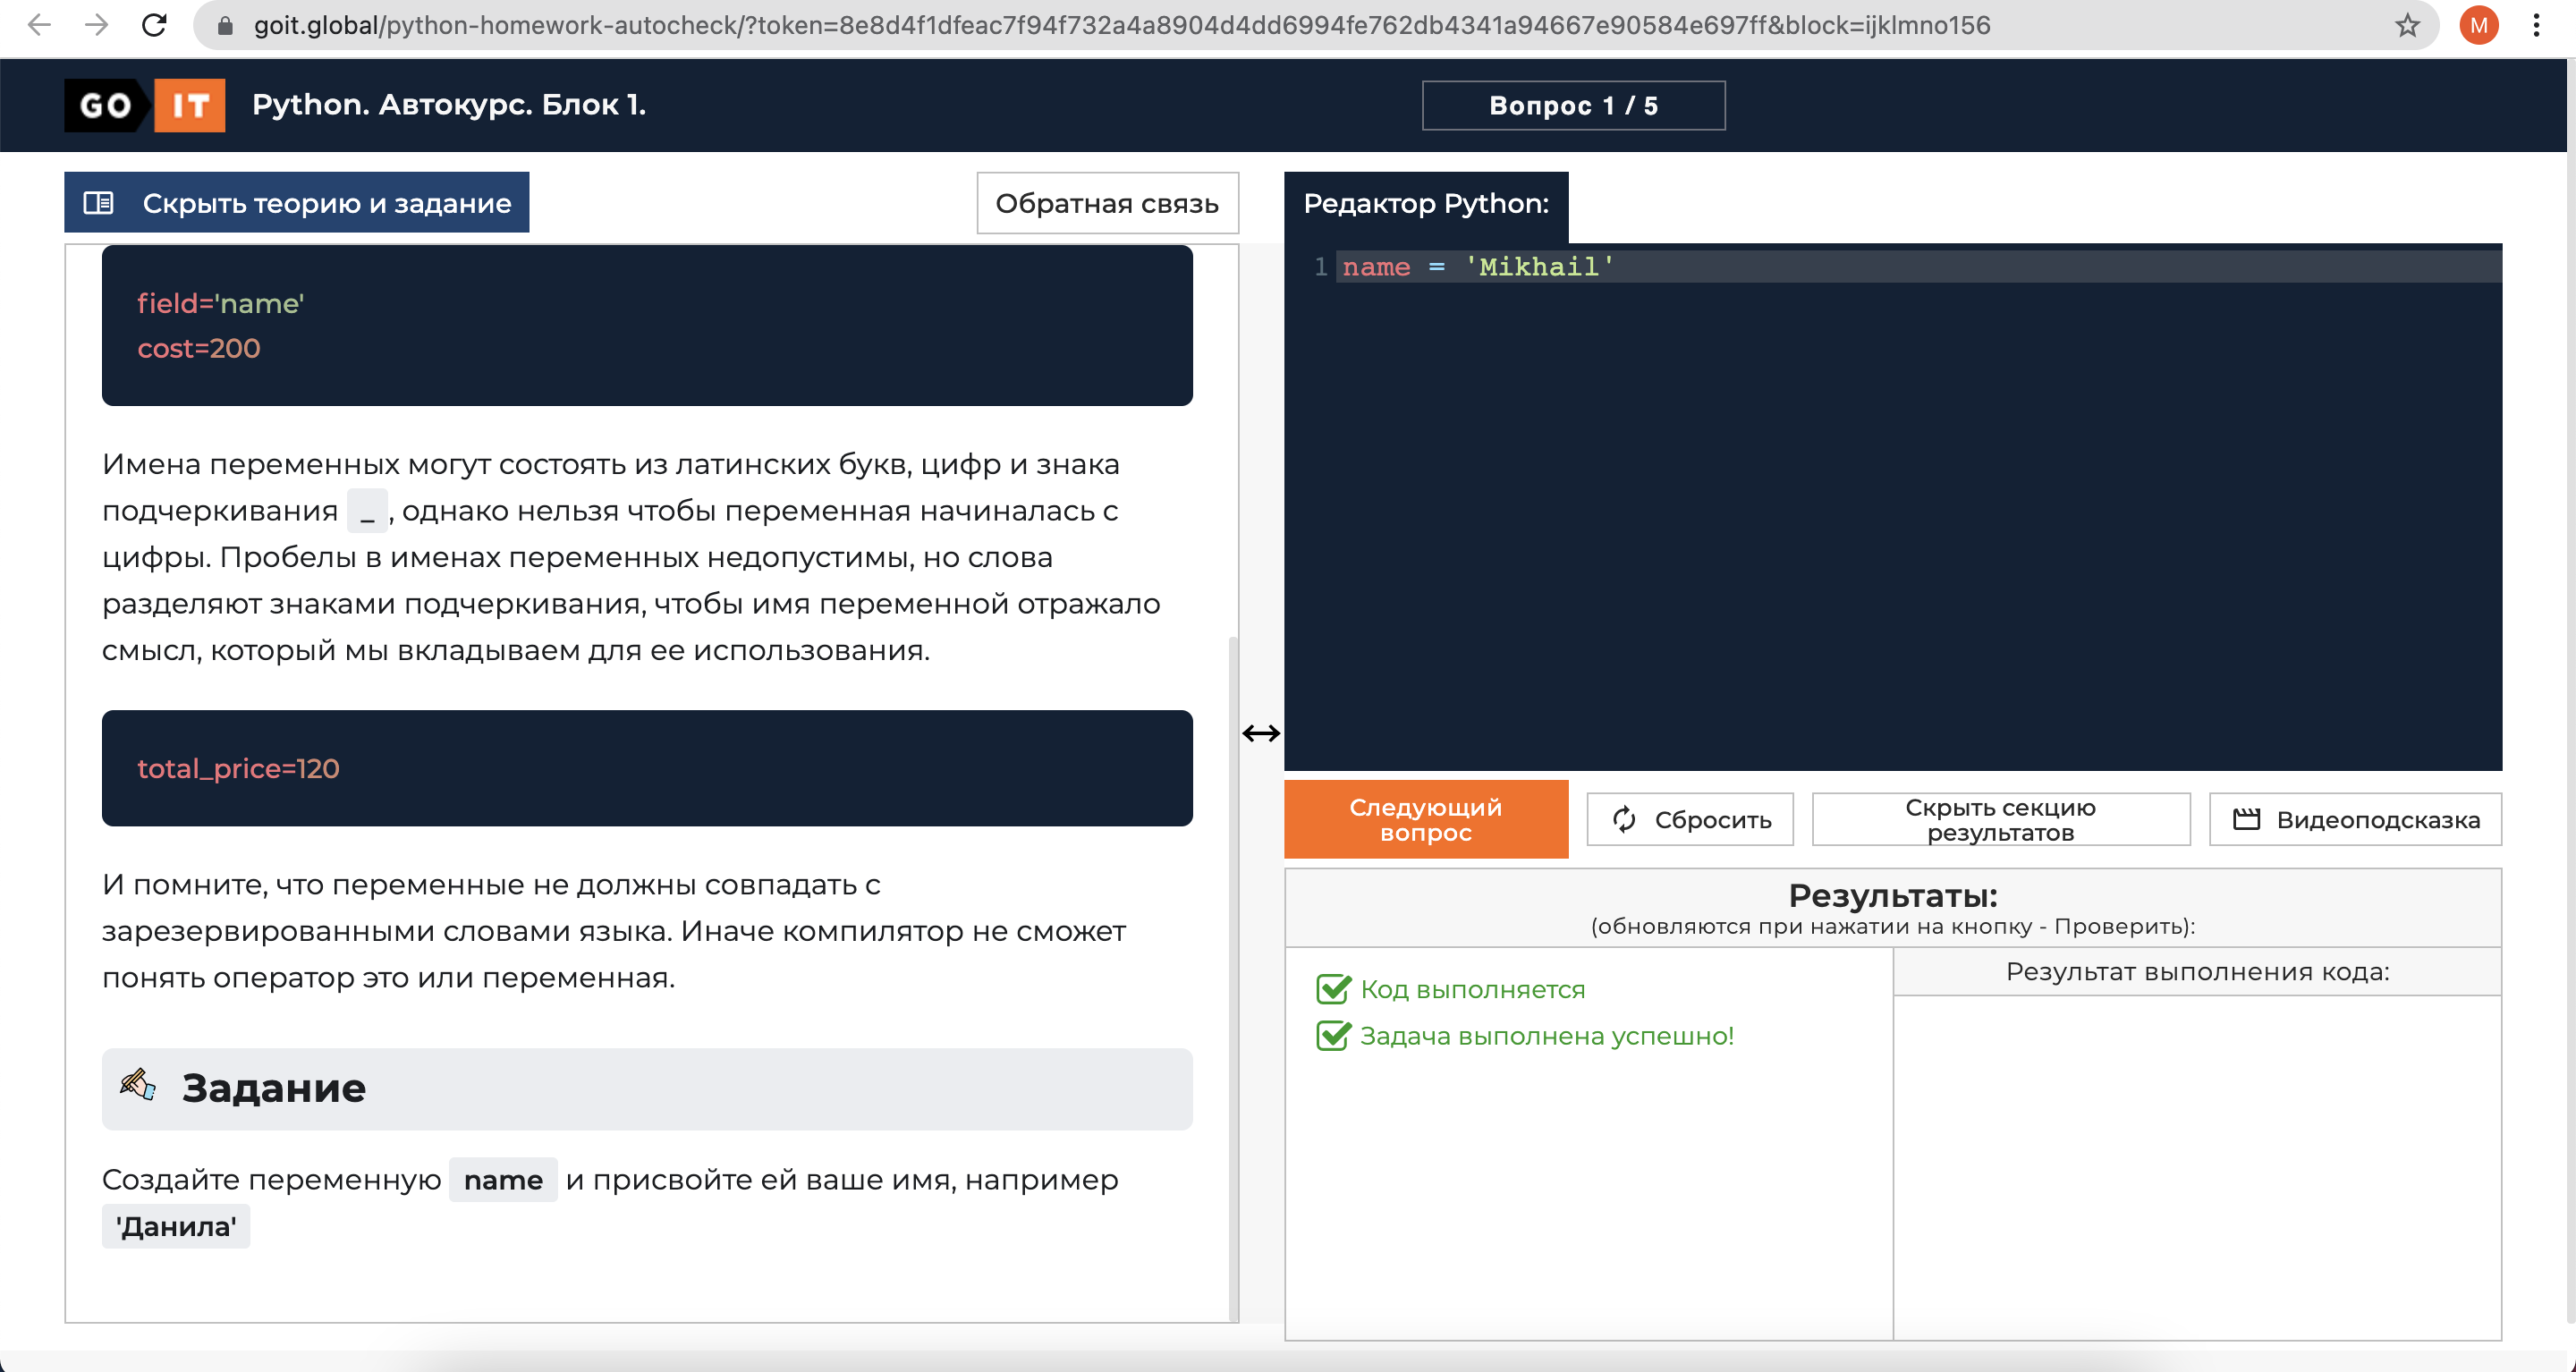 goit.global/python-homework-autocheck/?token=8e8d4f1dfeac7f94f732a4a8904d4dd6994fe762db4341a94667e90584e697ff&block=ijklmno156
M
GO IT
Python. Автокурс. Блок 1.
Вопрос 1 / 5
Скрыть теорию и задание
Обратная связь
field='name'
cost=200
Имена переменных могут состоять из латинских букв, цифр и знака
подчеркивания _ , однако нельзя чтобы переменная начиналась с
цифры. Пробелы в именах переменных недопустимы, но слова
разделяют знаками подчеркивания, чтобы имя переменной отражало
смысл, который мы вкладываем для ее использования.
total_price=120
И помните, что переменные не должны совпадать с
зарезервированными словами языка. Иначе компилятор не сможет
понять оператор это или переменная.
Задание
Создайте переменную name и присвойте ей ваше имя, например
'Данила'
Редактор Python:
1 name = 'Mikhail'
Следующий
вопрос
Сбросить
Скрыть секцию
результатов
Видеоподсказка
Результаты:
(обновляются при нажатии на кнопку - Проверить):
Код выполняется
Задача выполнена успешно!
Результат выполнения кода: